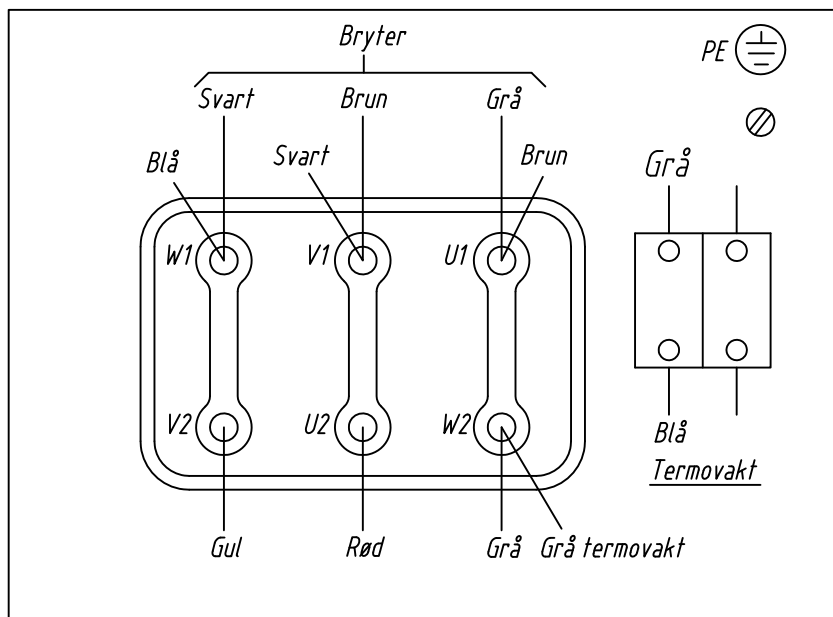 Bryter
PE
Svart Brun Grå
Blå Svart Brun Grå
W1 V1 U1
V2 U2 W2
Blå
Termovakt
Gul Rød Grå Grå termovakt